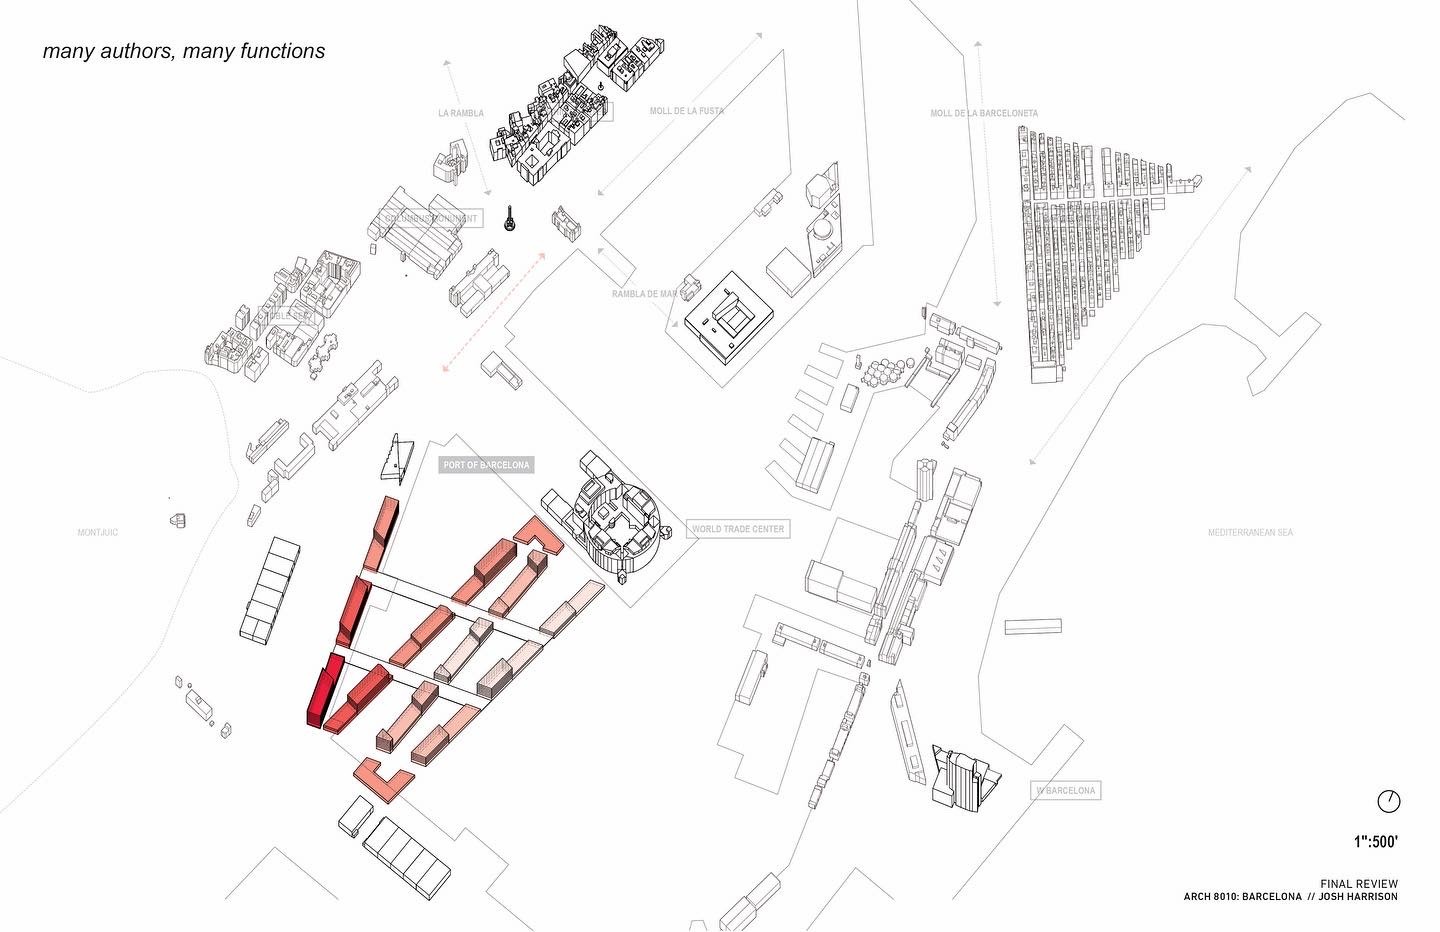 many authors, many functions
LA RAMBLA
MOLL DE LA FUSTA
MOLL DE LA BARCELONETA
COLUMBUS MONUMENT
RAMBLA DE MAR
PORT OF BARCELONA
WORLD TRADE CENTER
MONTJUIC
MEDITERRANEAN SEA
W BARCELONA
1":500'
FINAL REVIEW
ARCH 8010: BARCELONA // JOSH HARRISON